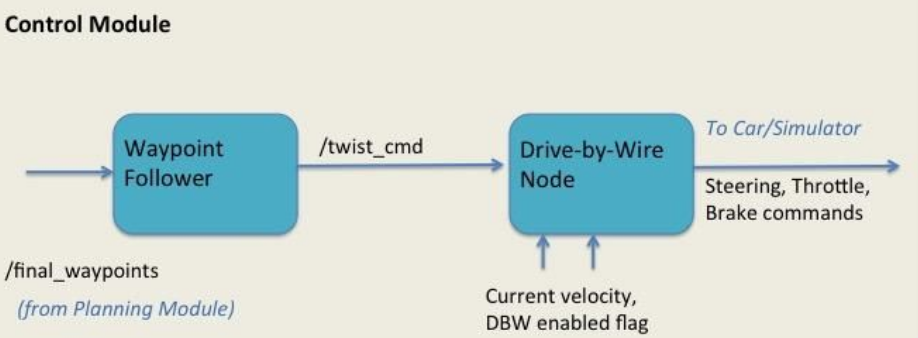 Control Module
Waypoint
Follower
/twist_cmd
Drive-by-Wire
Node
To Car/Simulator
Steering, Throttle,
Brake commands
/final_waypoints
(from Planning Module)
Current velocity,
DBW enabled flag